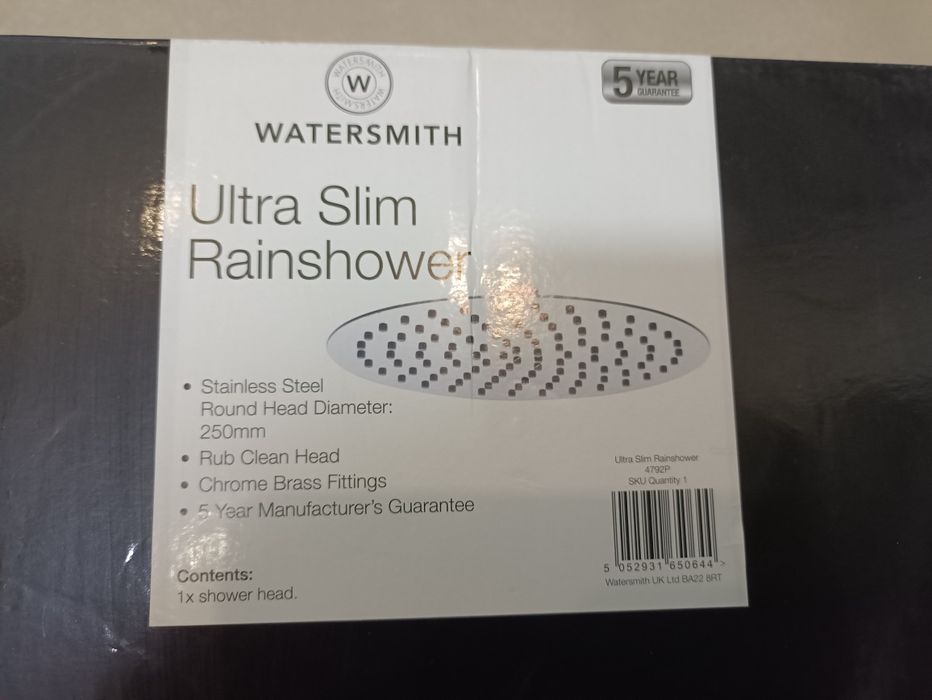 WATERSMITH
WATERSMITH
W
WATERSMITH
5 YEAR
GUARANTEE
Ultra Slim
Rainshower
• Stainless Steel
Round Head Diameter:
250mm
• Rub Clean Head
• Chrome Brass Fittings
• 5 Year Manufacturer's Guarantee
Contents:
1x shower head.
Ultra Slim Rainshower
4792P
SKU Quantity 1
5 052931 650644 >
Watersmith UK Ltd BA22 8RT